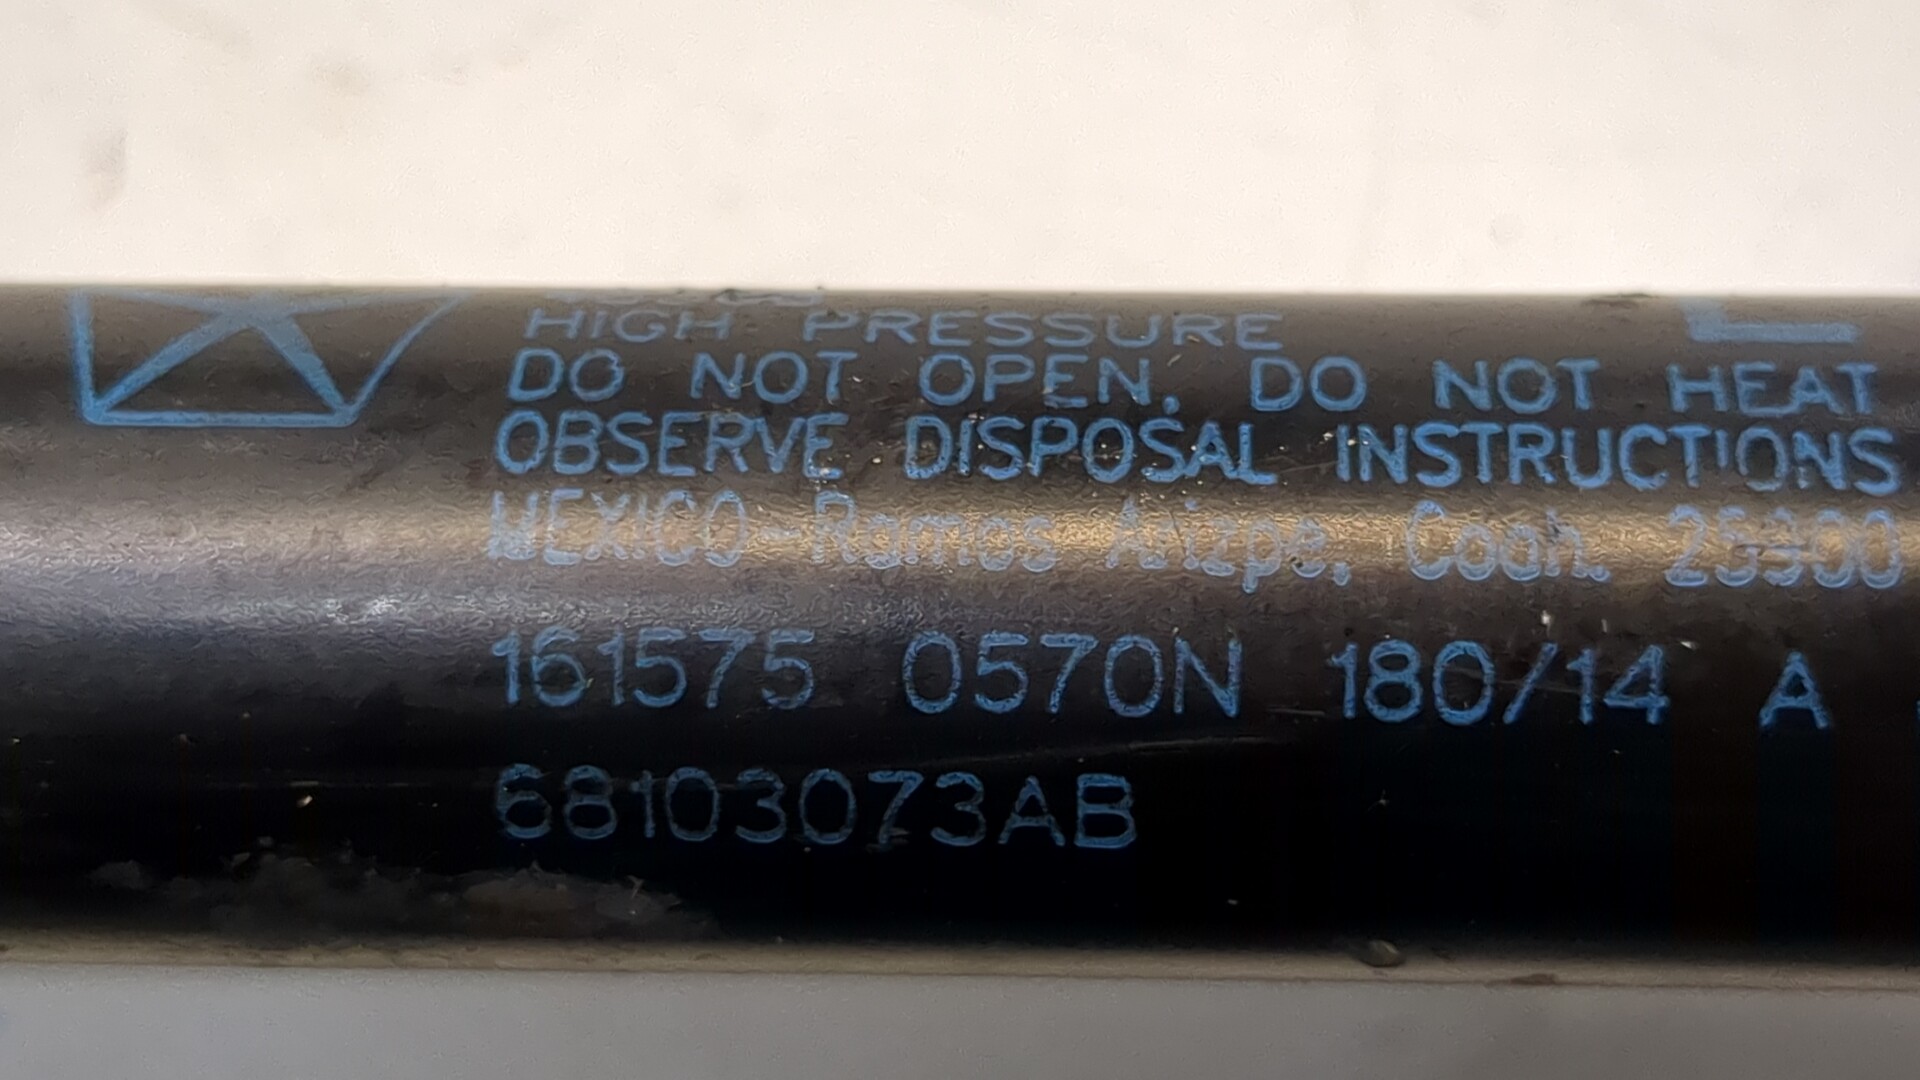 HIGH PRESSURE
DO NOT OPEN. DO NOT HEAT
OBSERVE DISPOSAL INSTRUCTIONS
MEXICO-Ramos Arizpe, Coah. 25900
161575 0570N 180/14 A
68103073AB